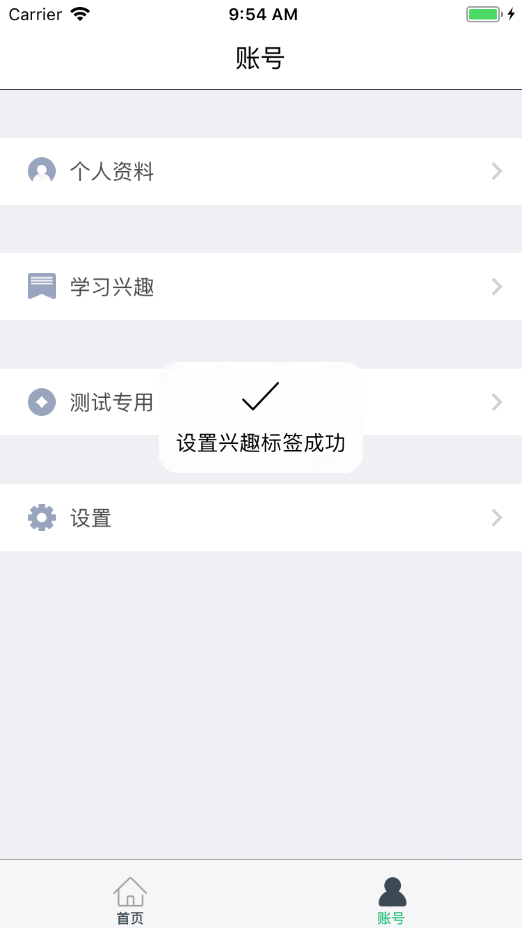 Carrier 9:54 AM
账号
个人资料
学习兴趣
测试专用
设置兴趣标签成功
设置
首页 账号